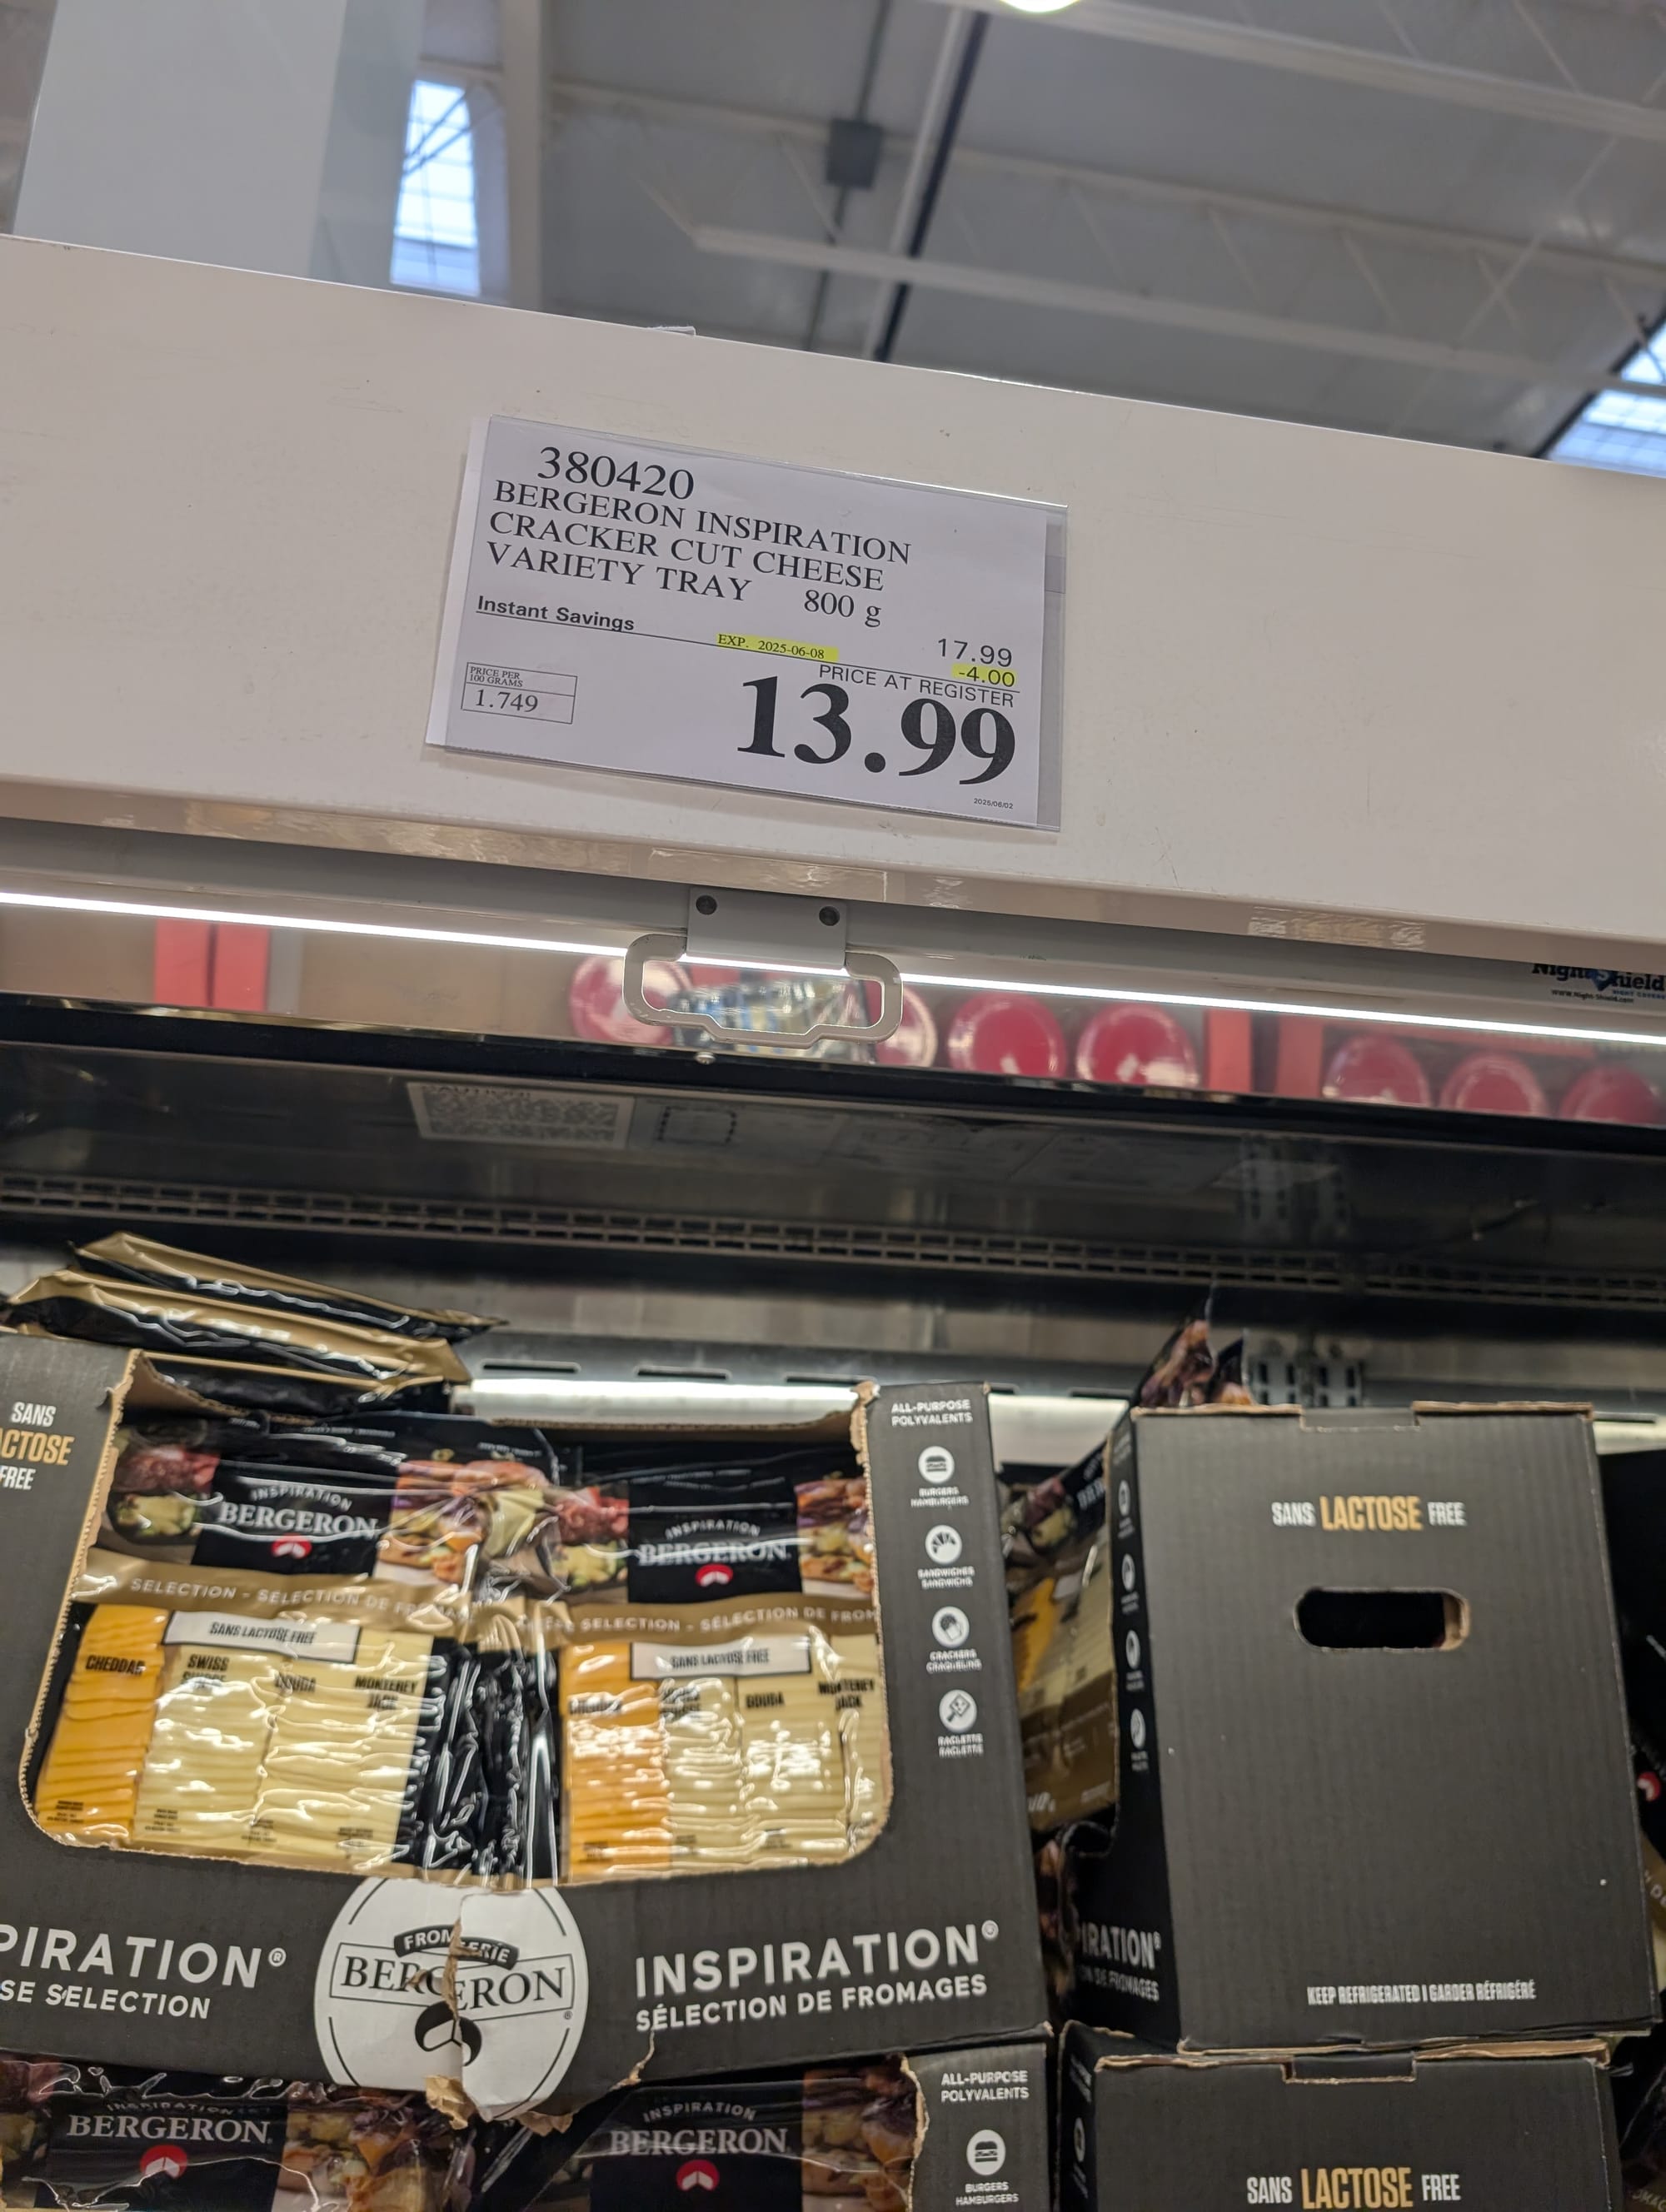 380420
BERGERON INSPIRATION
CRACKER CUT CHEESE
VARIETY TRAY 800 g
Instant Savings
17.99
EXP. 2025-06-08
-4.00
PRICE AT REGISTER
PRICE PER
100 GRAMS
1.749
13.99
2025/06/02
SANS
ACTOSE
FREE
INSPIRATION
BERGERON
SELECTION - SÉLECTION DE
SANS LACTOSE FREE
CHEDDAR
SWISS
GOUDA
MONTEREY
JACK
INSPIRATION
BERGERON
SELECTION - SÉLECTION DE FROM
SANS LACTOSE FREE
GOUDA
MONTEREY
JACK
ALL-PURPOSE
POLYVALENTS
BURGERS
HAMBURGERS
SANDWICHES
SANDWICHS
CRACKERS
CRAQUELINS
RACLETTE
RACLETTE
SANS LACTOSE FREE
PIRATION®
SE SELECTION
FROMAGERIE
BERGERON
INSPIRATION®
SÉLECTION DE FROMAGES
IRATION®
KEEP REFRIGERATED | GARDER RÉFRIGÉRÉ
INSPIRATION
BERGERON
INSPIRATION
BERGERON
ALL-PURPOSE
POLYVALENTS
BURGERS
HAMBURGERS
SANS LACTOSE FREE